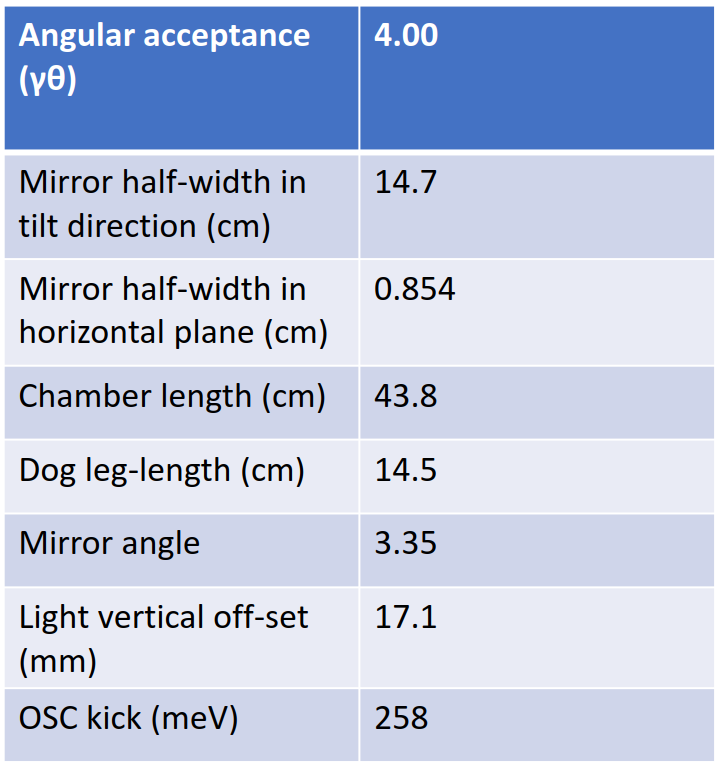 Angular acceptance 4.00
(γθ)
Mirror half-width in 14.7
tilt direction (cm)
Mirror half-width in 0.854
horizontal plane (cm)
Chamber length (cm) 43.8
Dog leg-length (cm) 14.5
Mirror angle 3.35
Light vertical off-set 17.1
(mm)
OSC kick (meV) 258